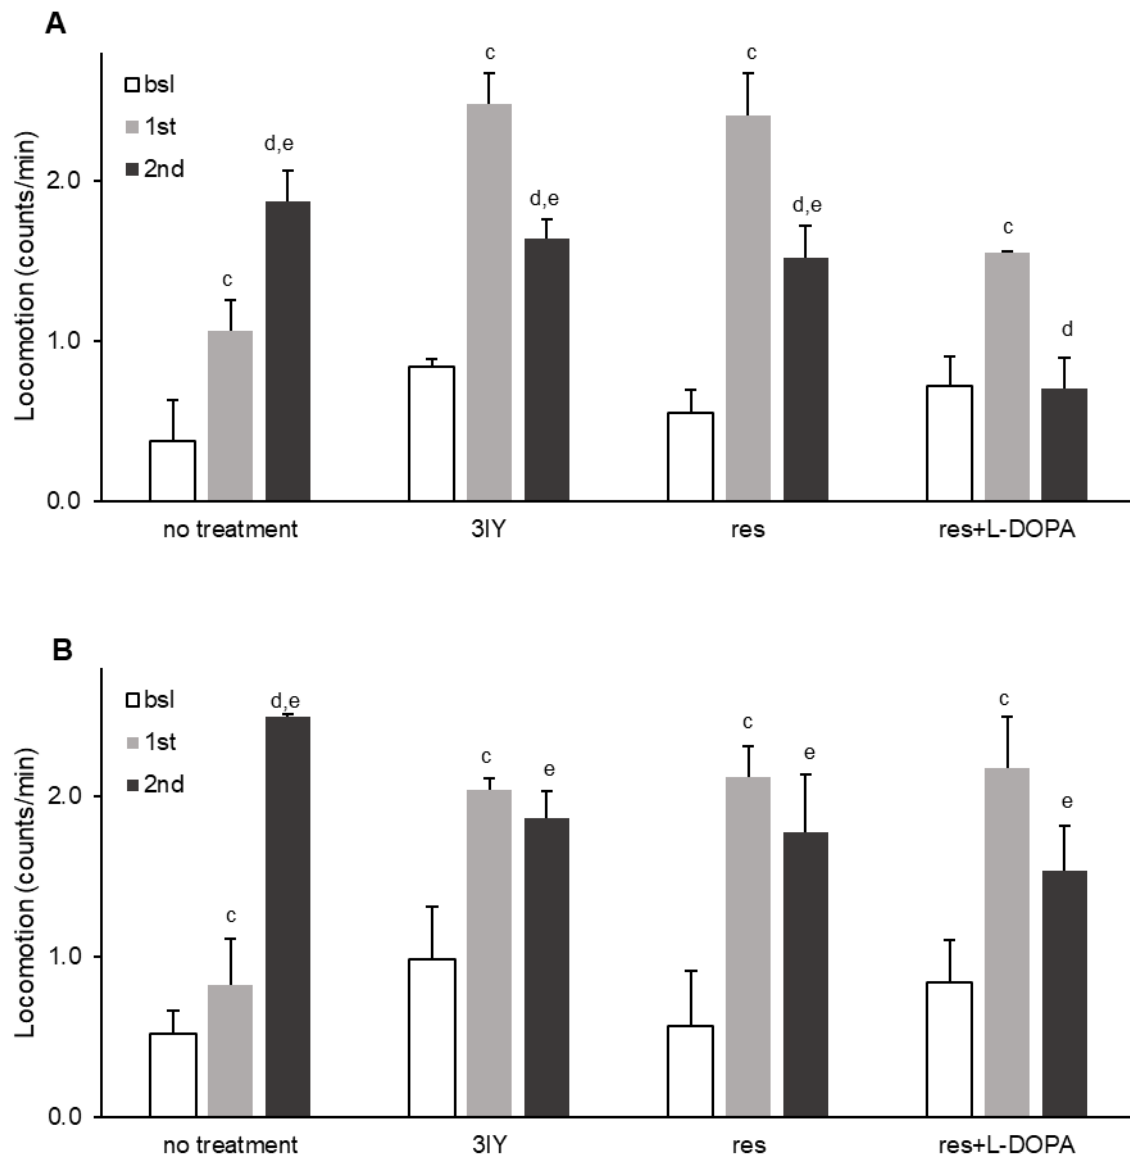 A
Locomotion (counts/min)
2.0
1.0
0.0
bsl
1st
2nd
c
d,e
c
d,e
c
d,e
c
d
no treatment 3IY res res+L-DOPA
B
Locomotion (counts/min)
2.0
1.0
0.0
bsl
1st
2nd
c
d,e
c
e
c
e
c
e
no treatment 3IY res res+L-DOPA